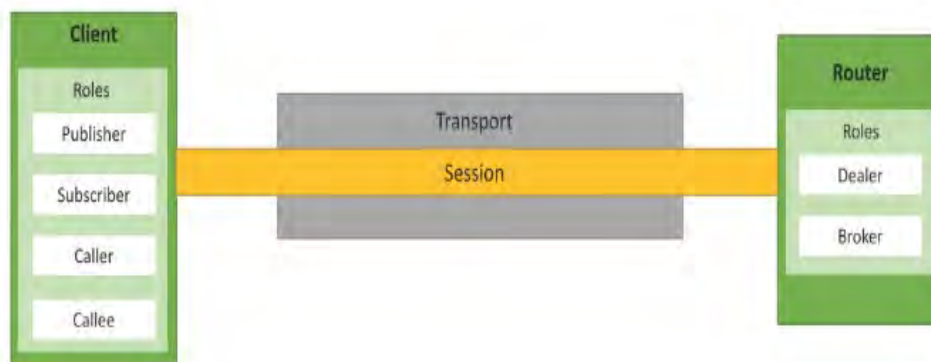 Client
Roles
Publisher
Subscriber
Caller
Callee
Transport
Session
Router
Roles
Dealer
Broker